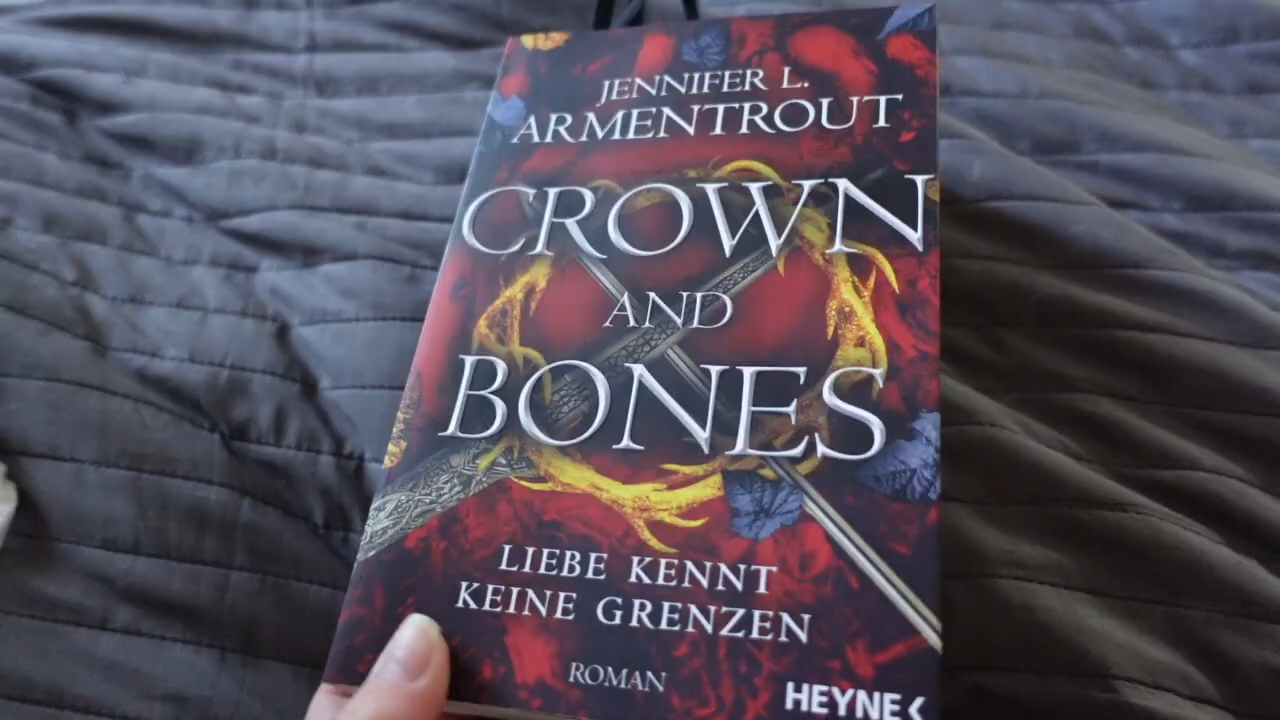 JENNIFER L.
ARMENTROUT
CROWN
AND
BONES
LIEBE KENNT
KEINE GRENZEN
ROMAN
HEYNE<